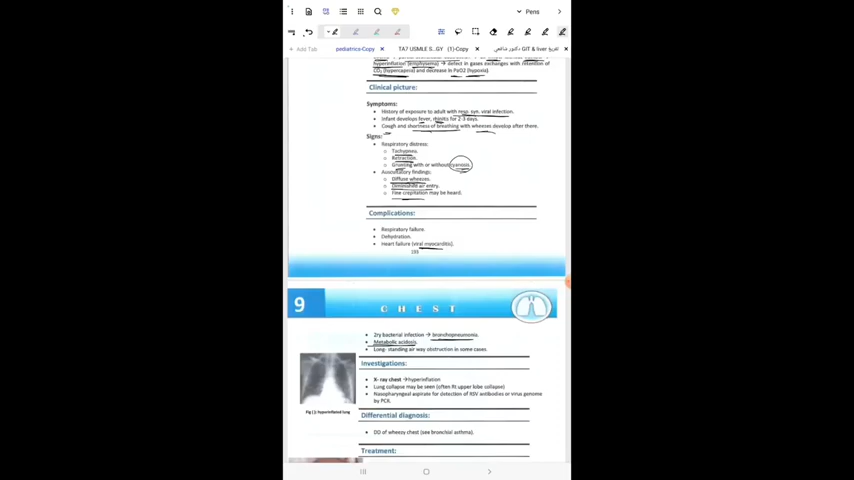 Pens
+ Add Tab
pediatrics-Copy
TA7 USMLE S...GY (1)-Copy
GIT & liver دكتور شافعي
hyperinflation (emphysema) → defect in gases exchanges with retention of
CO₂ (hypercapnea) and decrease in PaO2 (hypoxia).
Clinical picture:
Symptoms:
• History of exposure to adult with resp. syn. viral infection.
• Infant develops fever, rhinitis for 2-3 days.
• Cough and shortness of breathing with wheezes develop after there.
Signs:
• Respiratory distress:
o Tachypnea.
o Retraction.
o Grunting with or without cyanosis.
• Auscultatory findings:
o Diffuse wheezes.
o Diminished air entry.
o Fine crepitation may be heard.
Complications:
• Respiratory failure.
• Dehydration.
• Heart failure (viral myocarditis).
9
CHEST
• 2ry bacterial infection → bronchopneumonia.
• Metabolic acidosis.
• Long- standing air way obstruction in some cases
Investigations:
• X- ray chest →hyperinflation
• Lung collapse may be seen (often Rt upper lobe collapse)
• Nasopharyngeal aspirate for detection of RSV antibodies or virus genome
by PCR.
Fig ( ): hyperinflated lung
Differential diagnosis:
• DD of wheezy chest (see bronchial asthma).
Treatment: